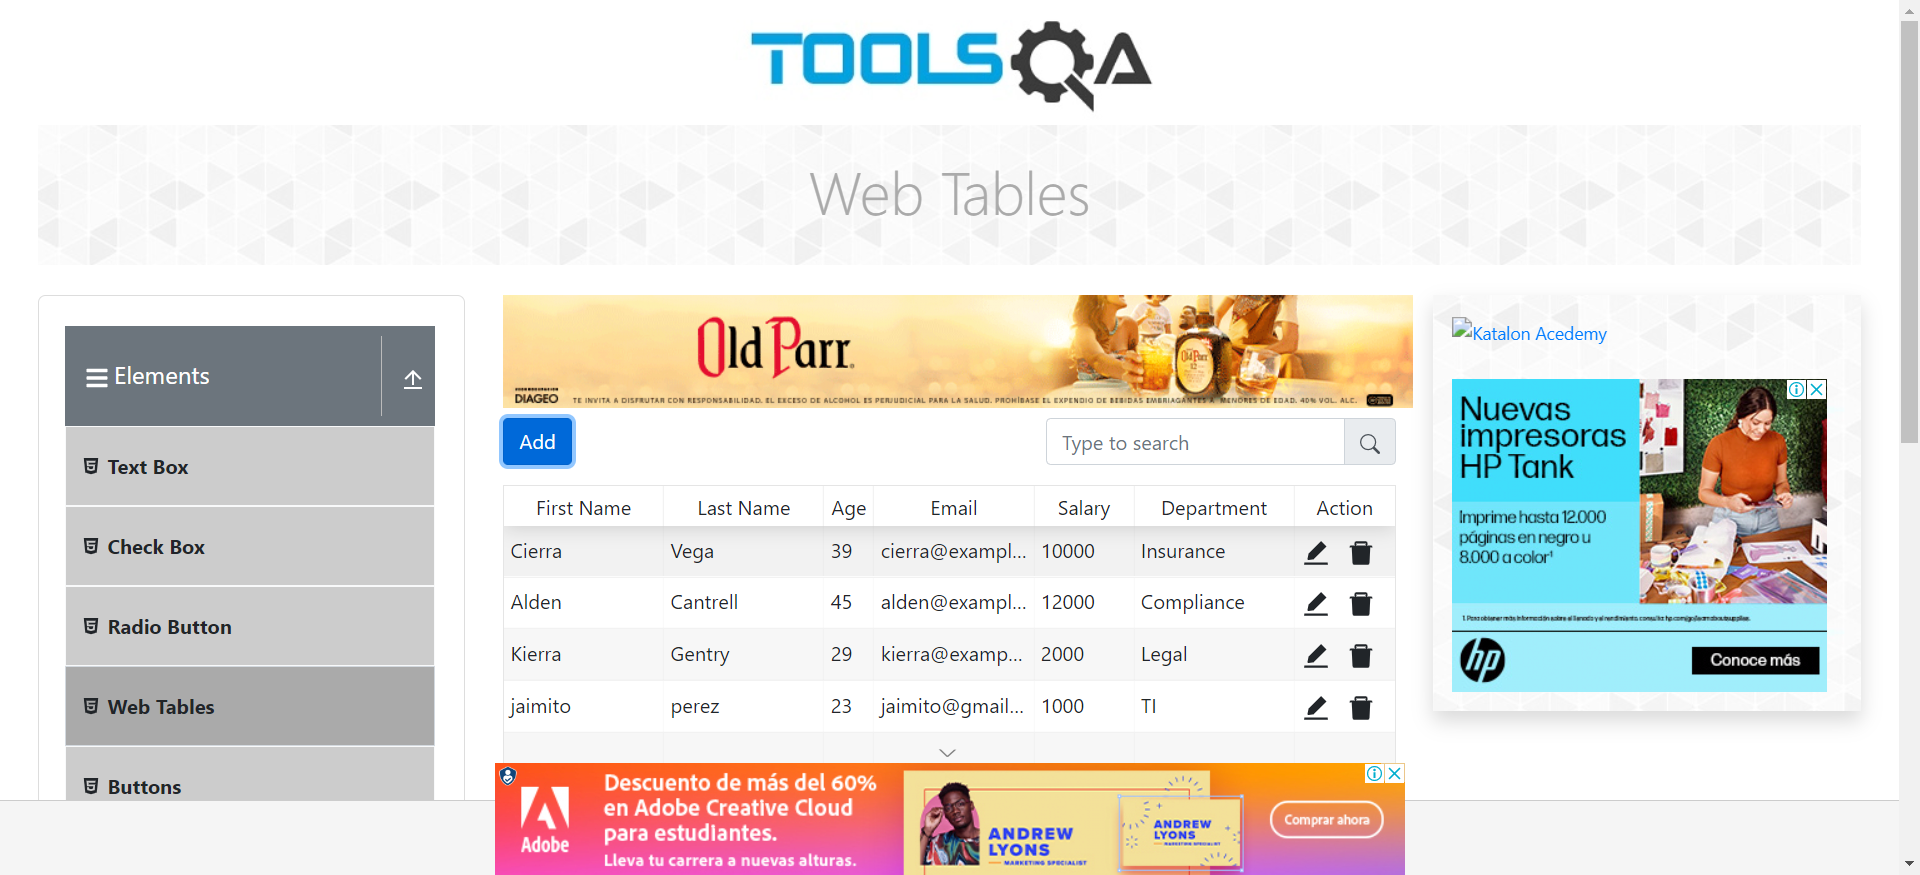 TOOLSQA
Web Tables
Elements
Text Box
Check Box
Radio Button
Web Tables
Buttons
Old Parr
DIAGEO
TE INVITA A DISFRUTAR CON RESPONSABILIDAD. EL EXCESO DE ALCOHOL ES PERJUDICIAL PARA LA SALUD. PROHÍBASE EL EXPENDIO DE BEBIDAS EMBRIAGANTES A MENORES DE EDAD. 40% VOL. ALC.
Add
Type to search
First Name Last Name Age Email Salary Department Action
Cierra Vega 39 cierra@exampl... 10000 Insurance
Alden Cantrell 45 alden@exampl... 12000 Compliance
Kierra Gentry 29 kierra@examp... 2000 Legal
jaimito perez 23 jaimito@gmail... 1000 TI
Katalon Acedemy
Nuevas
impresoras
HP Tank
Imprime hasta 12.000
páginas en negro u
8.000 a color¹
hp
Conoce más
Adobe
Descuento de más del 60%
en Adobe Creative Cloud
para estudiantes.
Lleva tu carrera a nuevas alturas.
ANDREW
LYONS
MARKETING SPECIALIST
ANDREW
LYONS
MARKETING SPECIALIST
Comprar ahora